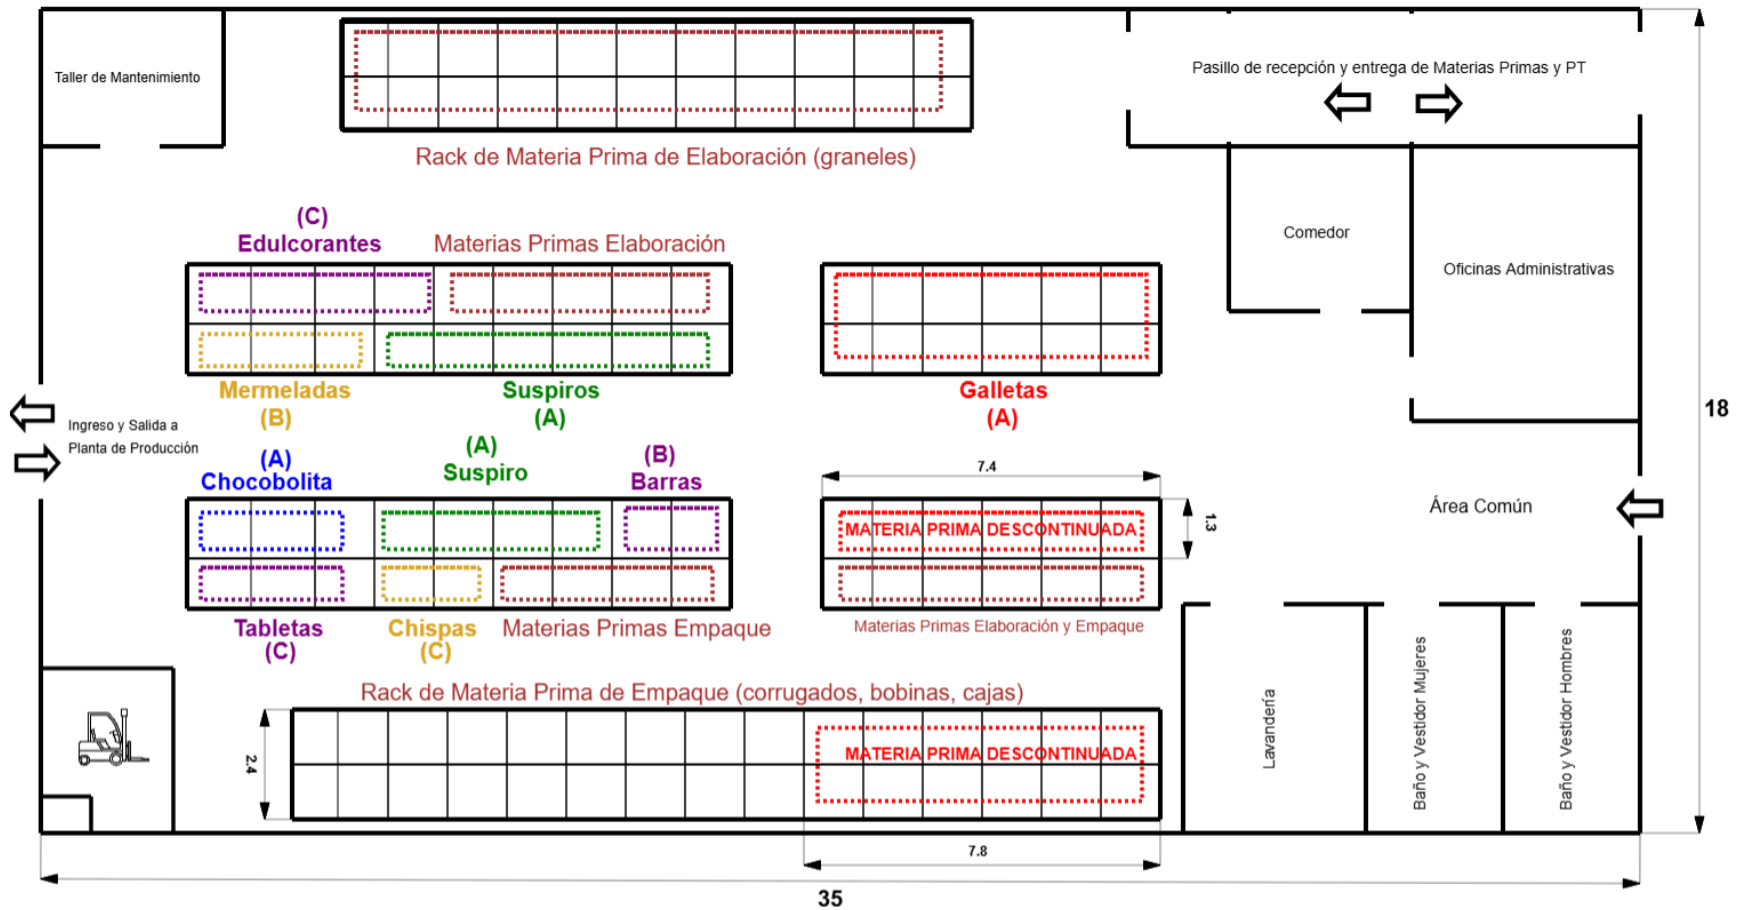 Taller de Mantenimiento
Pasillo de recepción y entrega de Materias Primas y PT
Rack de Materia Prima de Elaboración (graneles)
(C)
Edulcorantes
Materias Primas Elaboración
Comedor
Oficinas Administrativas
Mermeladas
(B)
Suspiros
(A)
Galletas
(A)
18
Ingreso y Salida a
Planta de Producción
(A)
Chocobolita
(A)
Suspiro
(B)
Barras
7.4
1.3
MATERIA PRIMA DESCONTINUADA
Área Común
Tabletas
(C)
Chispas
(C)
Materias Primas Empaque
Materias Primas Elaboración y Empaque
Rack de Materia Prima de Empaque (corrugados, bobinas, cajas)
2.4
MATERIA PRIMA DESCONTINUADA
Lavandería
Baño y Vestidor Mujeres
Baño y Vestidor Hombres
7.8
35